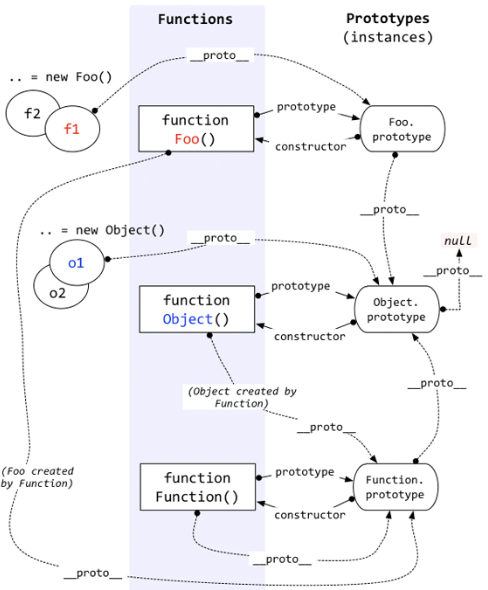 Functions
Prototypes
(instances)
__proto__
.. = new Foo()
f2
f1
function
Foo()
prototype
constructor
Foo.
prototype
__proto__
.. = new Object()
__proto__
null
o1
o2
__proto__
function
Object()
prototype
constructor
Object.
prototype
(Object created by
Function)
__proto__
__proto__
(Foo created
by Function)
function
Function()
prototype
constructor
Function.
prototype
__proto__
__proto__